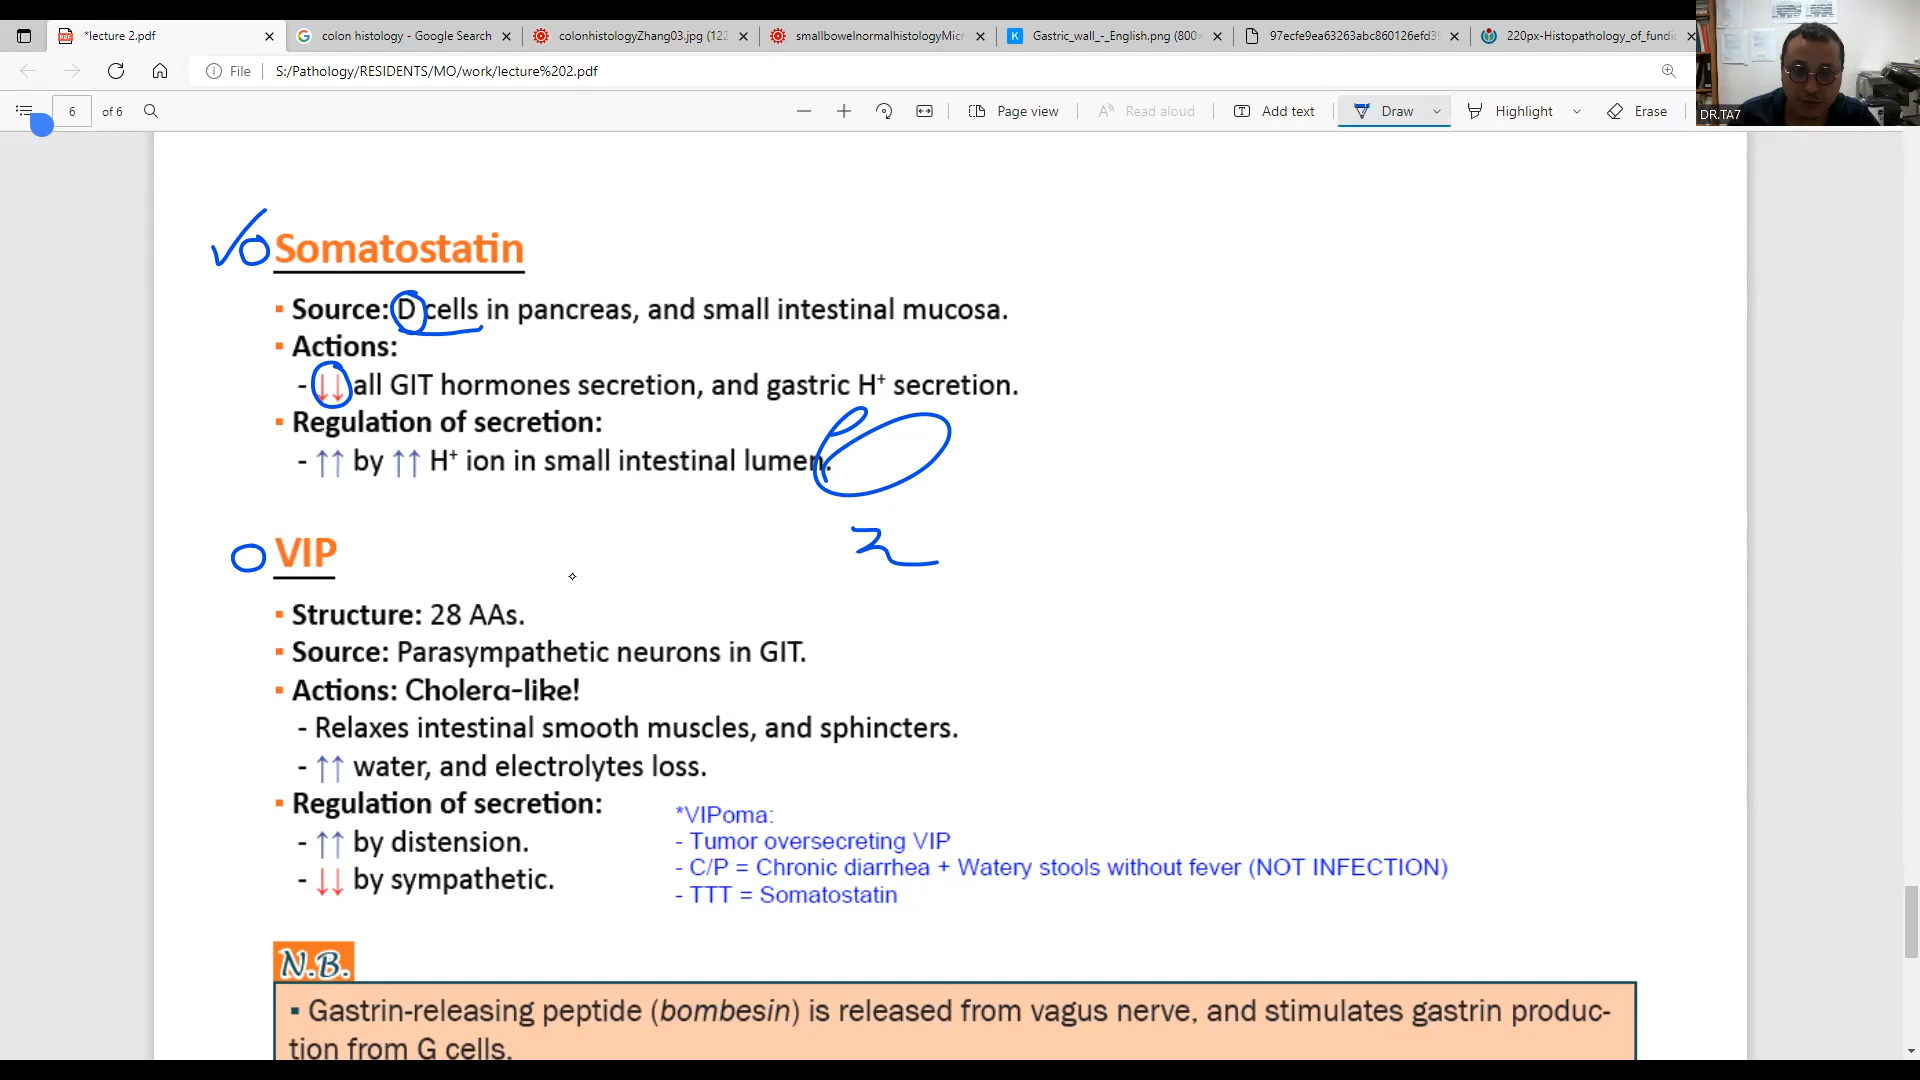 *lecture 2.pdf
colon histology - Google Search
colonhistologyZhang03.jpg (122
smallbowelnormalhistologyMic
Gastric_wall_-_English.png (800×
97ecfe9ea63263abc860126efd3
220px-Histopathology_of_fundi
File S:/Pathology/RESIDENTS/MO/work/lecture%202.pdf
6 of 6 Page view Read aloud Add text Draw Highlight Erase
DR.TA7
Somatostatin
▪ Source: D cells in pancreas, and small intestinal mucosa.
▪ Actions:
- ↓↓ all GIT hormones secretion, and gastric H⁺ secretion.
▪ Regulation of secretion:
- ↑↑ by ↑↑ H⁺ ion in small intestinal lumen.
VIP
▪ Structure: 28 AAs.
▪ Source: Parasympathetic neurons in GIT.
▪ Actions: Cholera-like!
- Relaxes intestinal smooth muscles, and sphincters.
- ↑↑ water, and electrolytes loss.
▪ Regulation of secretion:
- ↑↑ by distension.
- ↓↓ by sympathetic.
*VIPoma:
- Tumor oversecreting VIP
- C/P = Chronic diarrhea + Watery stools without fever (NOT INFECTION)
- TTT = Somatostatin
N.B.
▪ Gastrin-releasing peptide (bombesin) is released from vagus nerve, and stimulates gastrin produc-
tion from G cells.